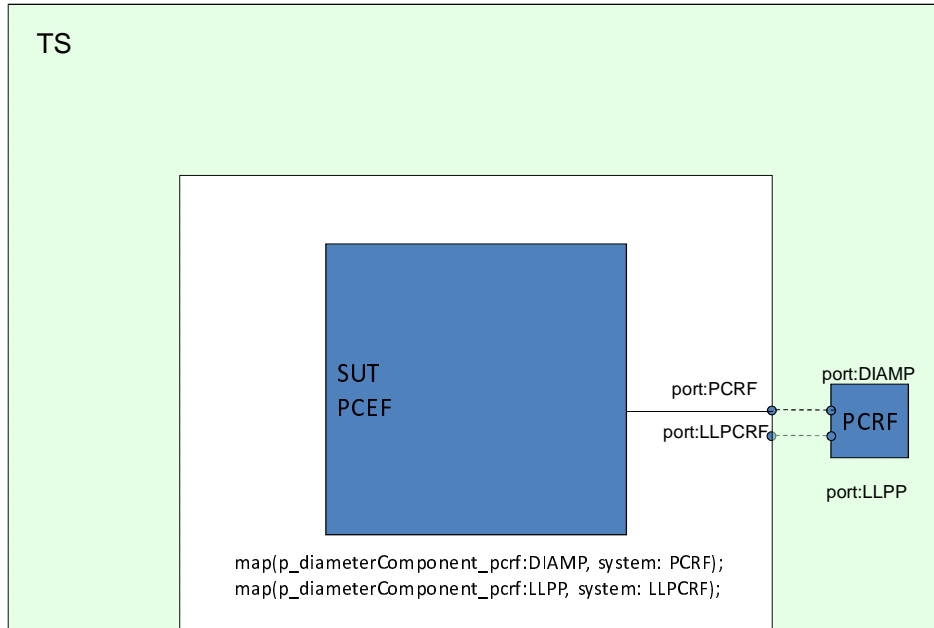 TS
SUT
PCEF
port:PCRF
port:LLPCRF
port:DIAMP
PCRF
port:LLPP
map(p_diameterComponent_pcrf:DIAMP, system: PCRF);
map(p_diameterComponent_pcrf:LLPP, system: LLPCRF);